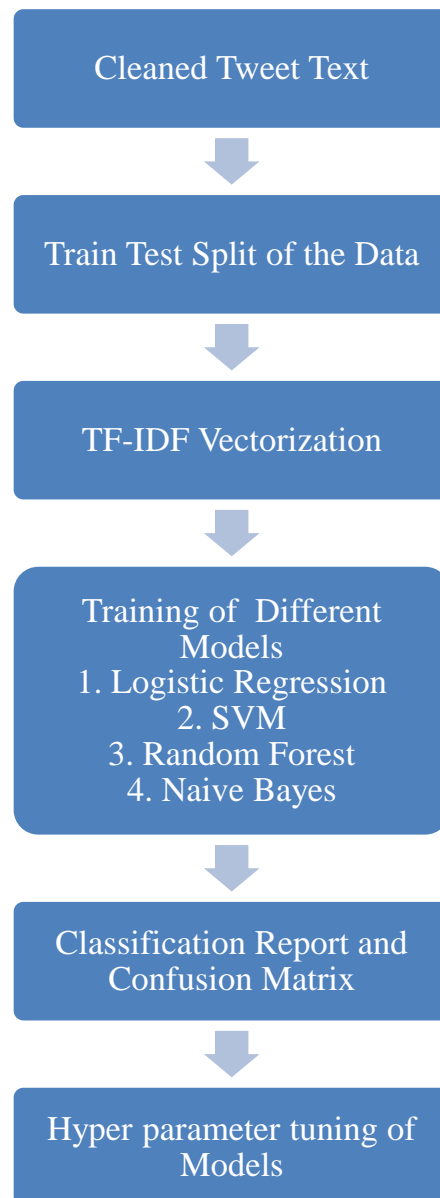 Cleaned Tweet Text
Train Test Split of the Data
TF-IDF Vectorization
Training of Different
Models
1. Logistic Regression
2. SVM
3. Random Forest
4. Naive Bayes
Classification Report and
Confusion Matrix
Hyper parameter tuning of
Models